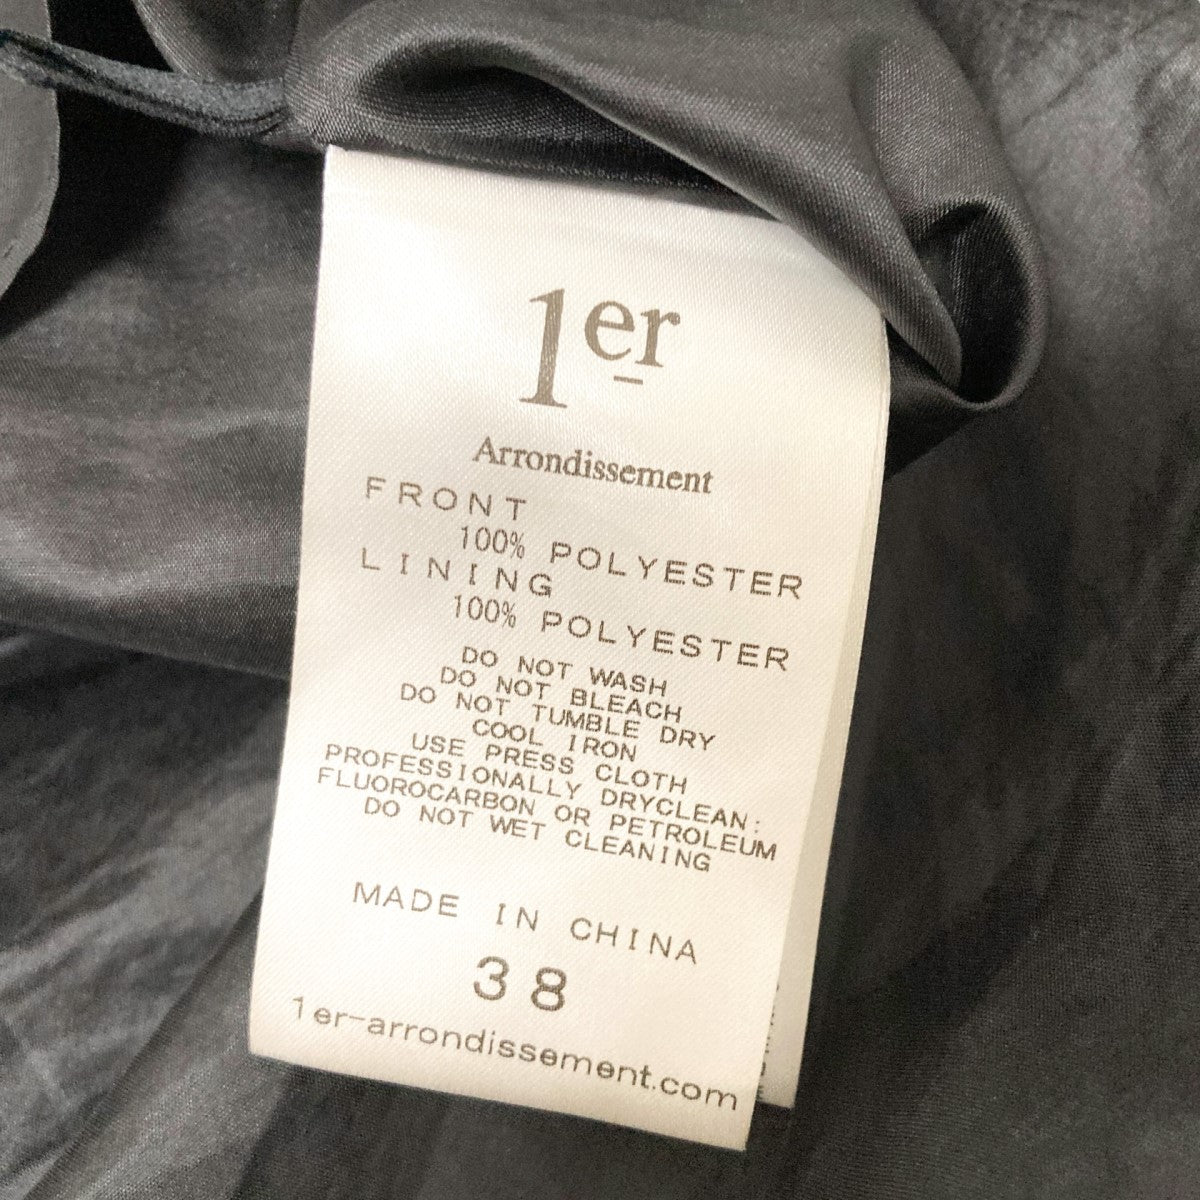 1er
Arrondissement
FRONT
100% POLYESTER
LINING
100% POLYESTER
DO NOT WASH
DO NOT BLEACH
DO NOT TUMBLE DRY
COOL IRON
USE PRESS CLOTH
PROFESSIONALLY DRYCLEAN:
FLUOROCARBON OR PETROLEUM
DO NOT WET CLEANING
MADE IN CHINA
38
1er-arrondissement.com